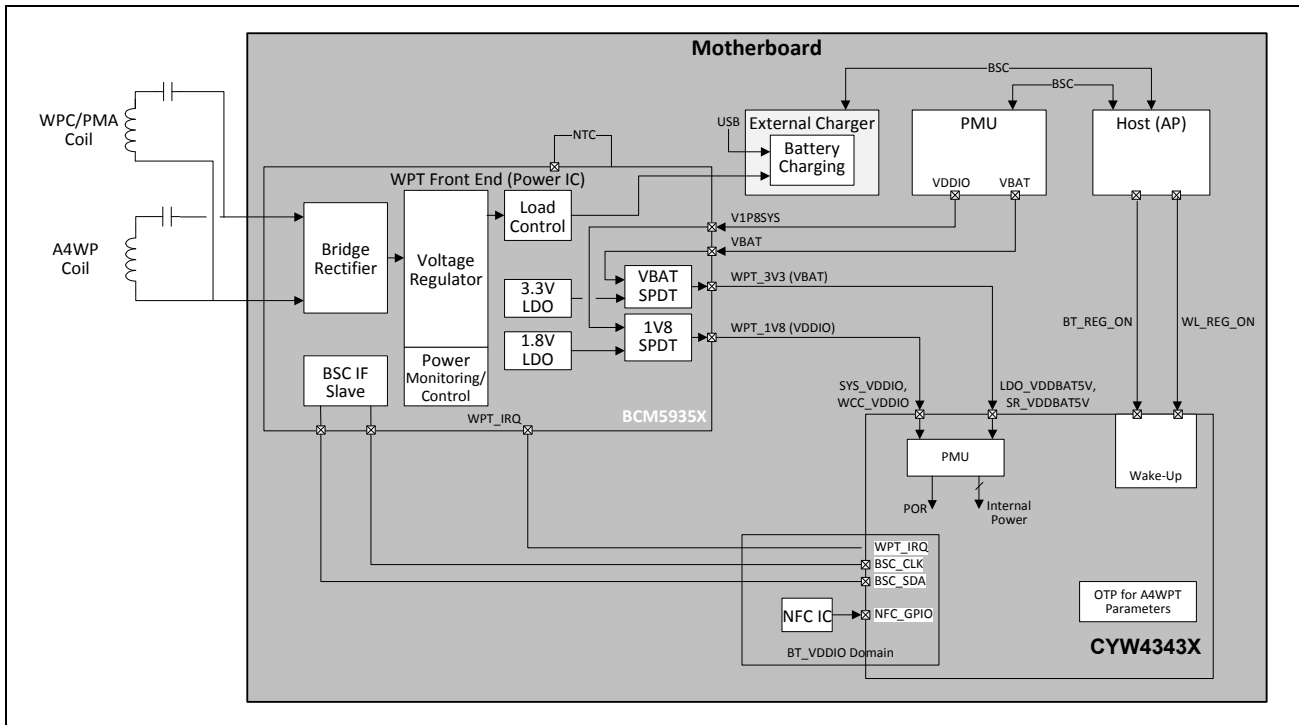 Motherboard
BSC
BSC
WPC/PMA
Coil
A4WP
Coil
NTC
USB
External Charger
Battery
Charging
PMU
VDDIO
VBAT
Host (AP)
WPT Front End (Power IC)
Bridge
Rectifier
Voltage
Regulator
Load
Control
V1P8SYS
VBAT
3.3V
LDO
VBAT
SPDT
WPT_3V3 (VBAT)
1.8V
LDO
1V8
SPDT
WPT_1V8 (VDDIO)
BT_REG_ON
WL_REG_ON
Power
Monitoring/
Control
BSC IF
Slave
WPT_IRQ
BCM5935X
SYS_VDDIO,
WCC_VDDIO
LDO_VDDBAT5V,
SR_VDDBAT5V
PMU
POR
Internal
Power
Wake-Up
WPT_IRQ
BSC_CLK
BSC_SDA
NFC IC
NFC_GPIO
BT_VDDIO Domain
OTP for A4WPT
Parameters
CYW4343X